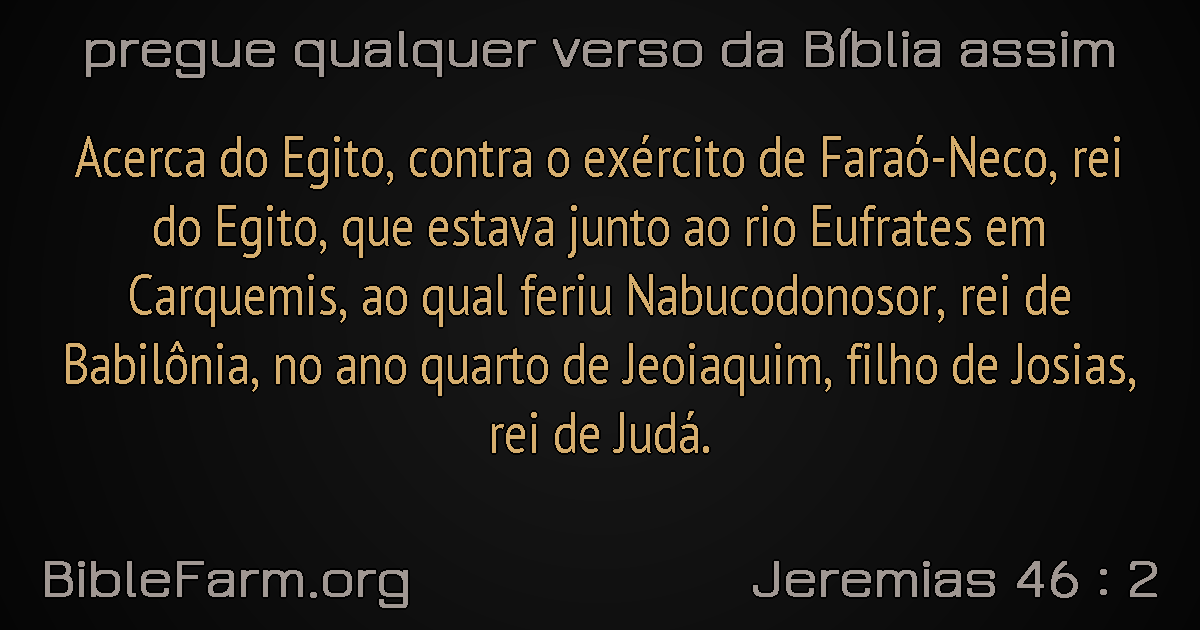 pregue qualquer verso da Bíblia assim
Acerca do Egito, contra o exército de Faraó-Neco, rei
do Egito, que estava junto ao rio Eufrates em
Carquemis, ao qual feriu Nabucodonosor, rei de
Babilônia, no ano quarto de Jeoiaquim, filho de Josias,
rei de Judá.
BibleFarm.org
Jeremias 46 : 2